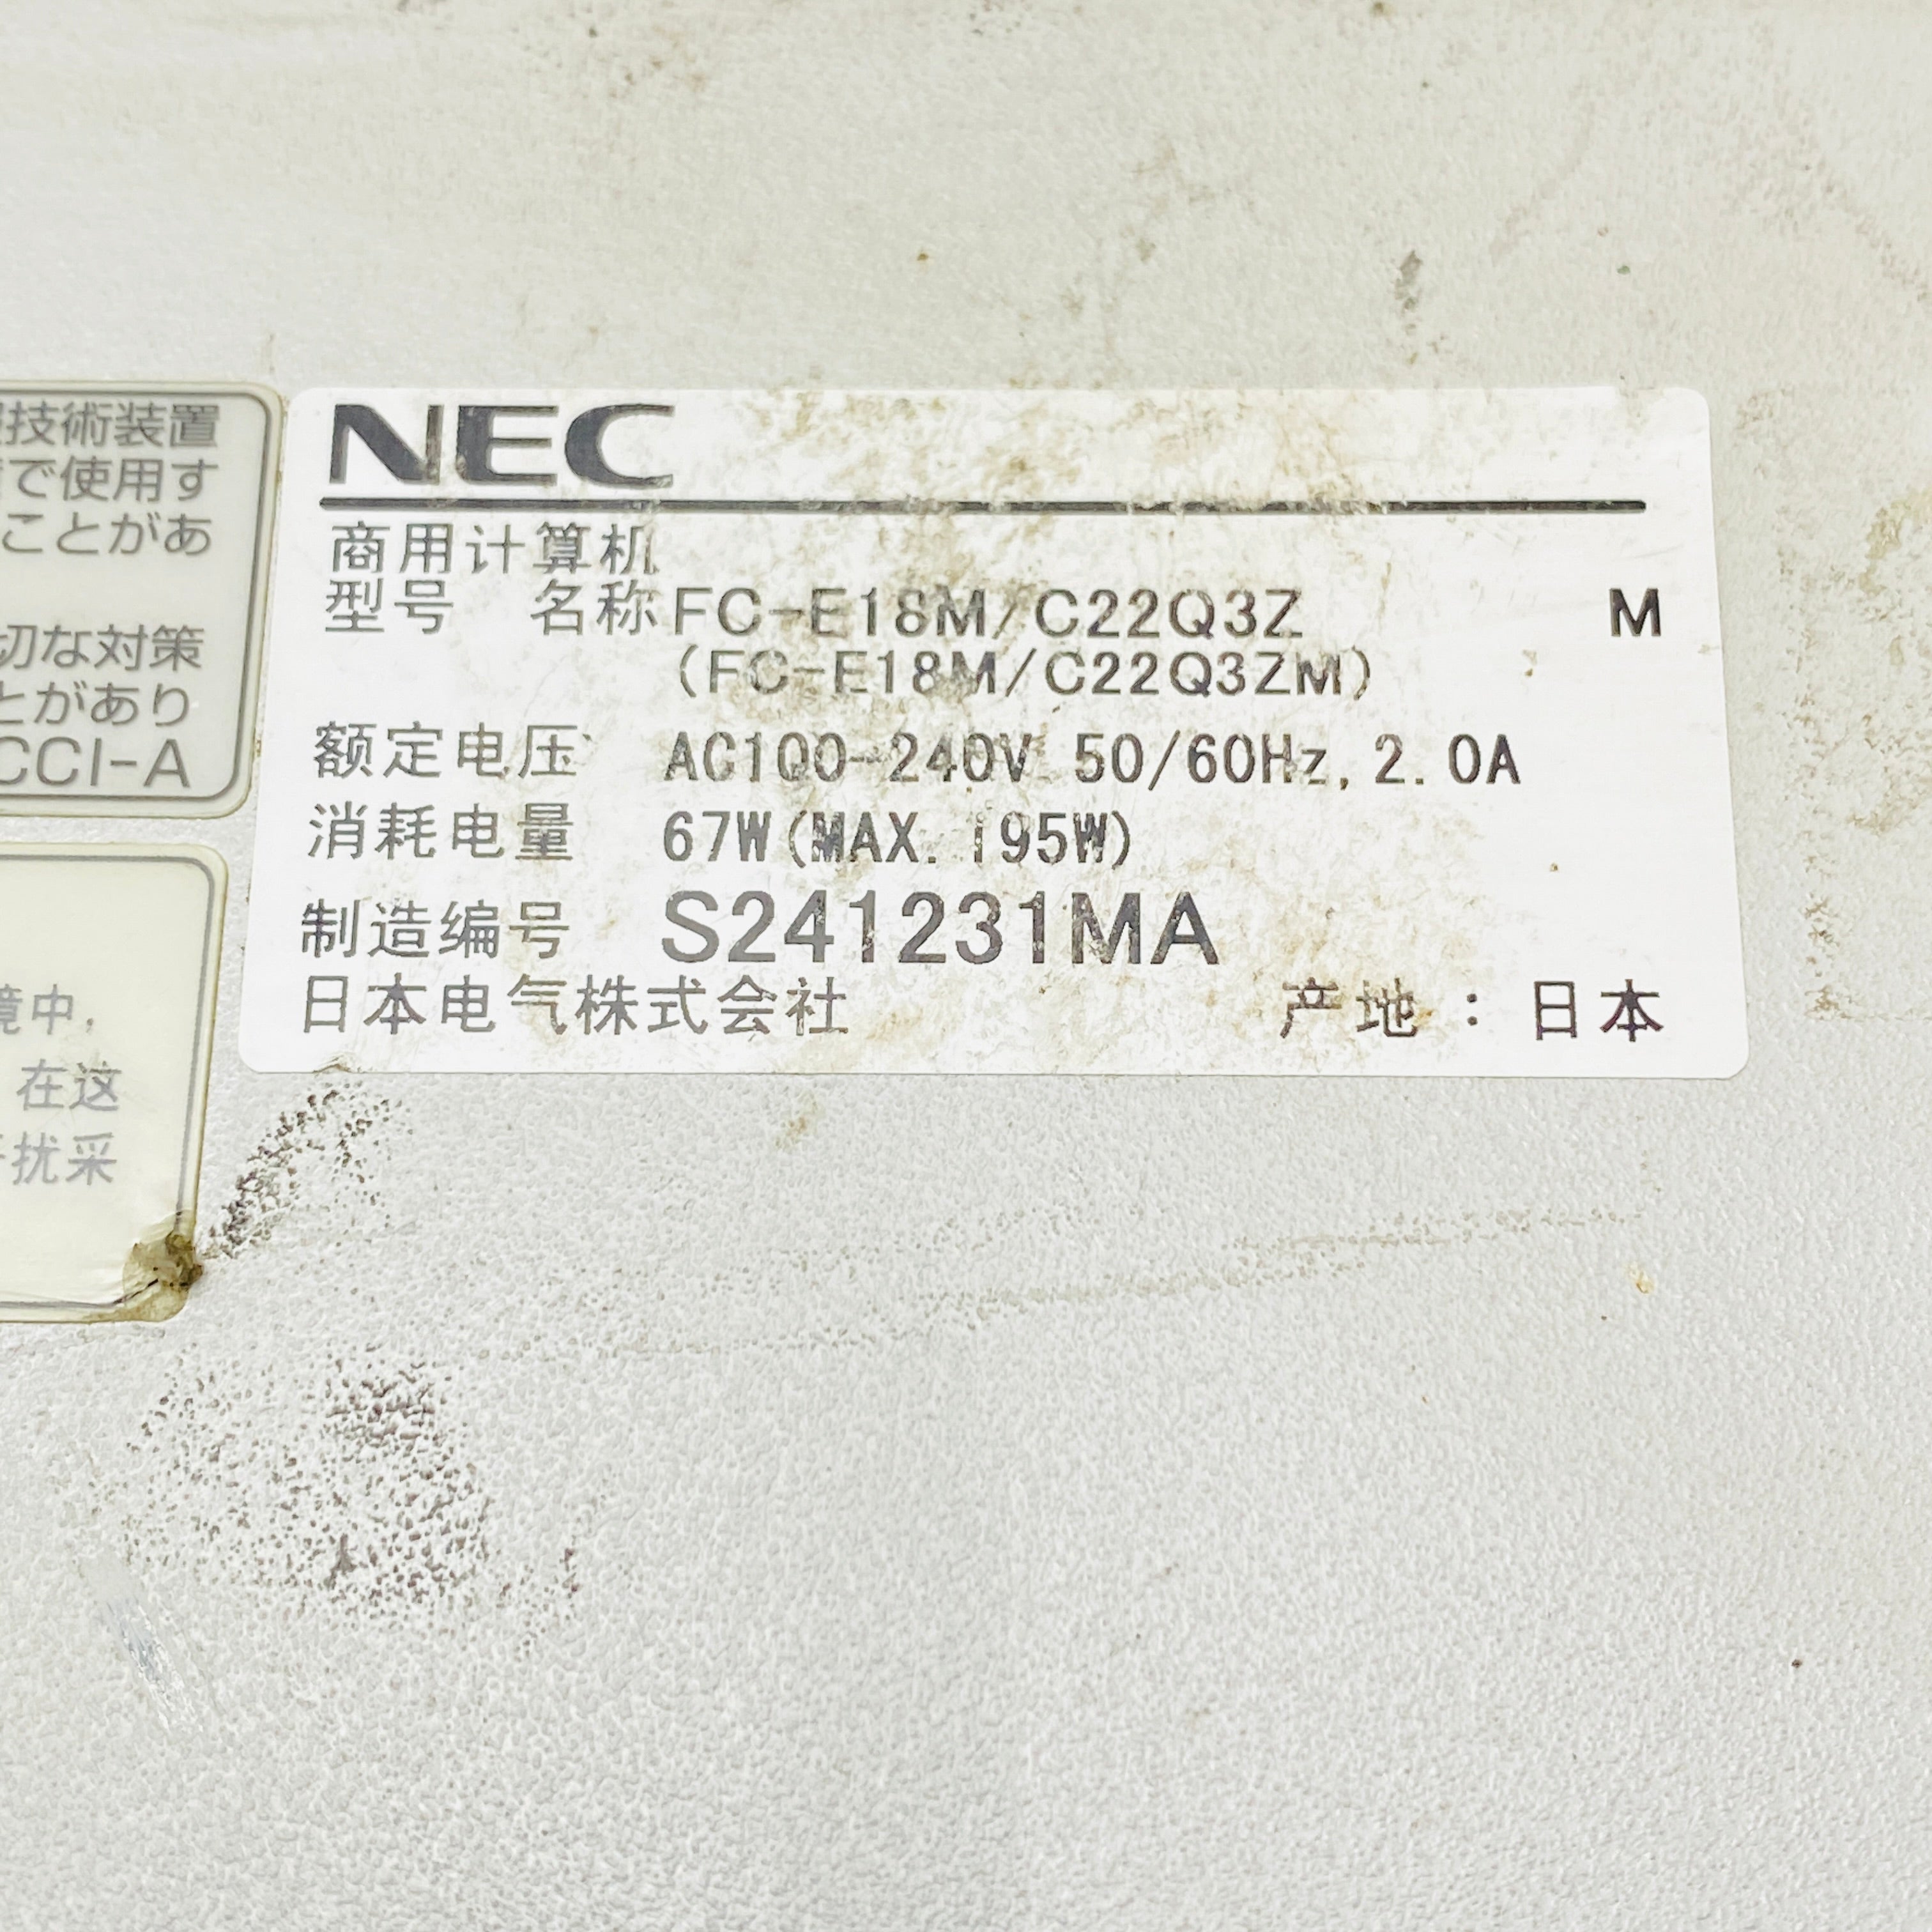 技術装置
で使用す
ことがあ
切な対策
とがあり
CCI-A
境中，
在这
扰采
NEC
商用计算机
型号 名称 FC-E18M/C22Q3Z M
(FC-E18M/C22Q3ZM)
额定电压 AC100-240V 50/60Hz, 2.0A
消耗电量 67W(MAX. 195W)
制造编号 S241231MA
日本电气株式会社 产地：日本